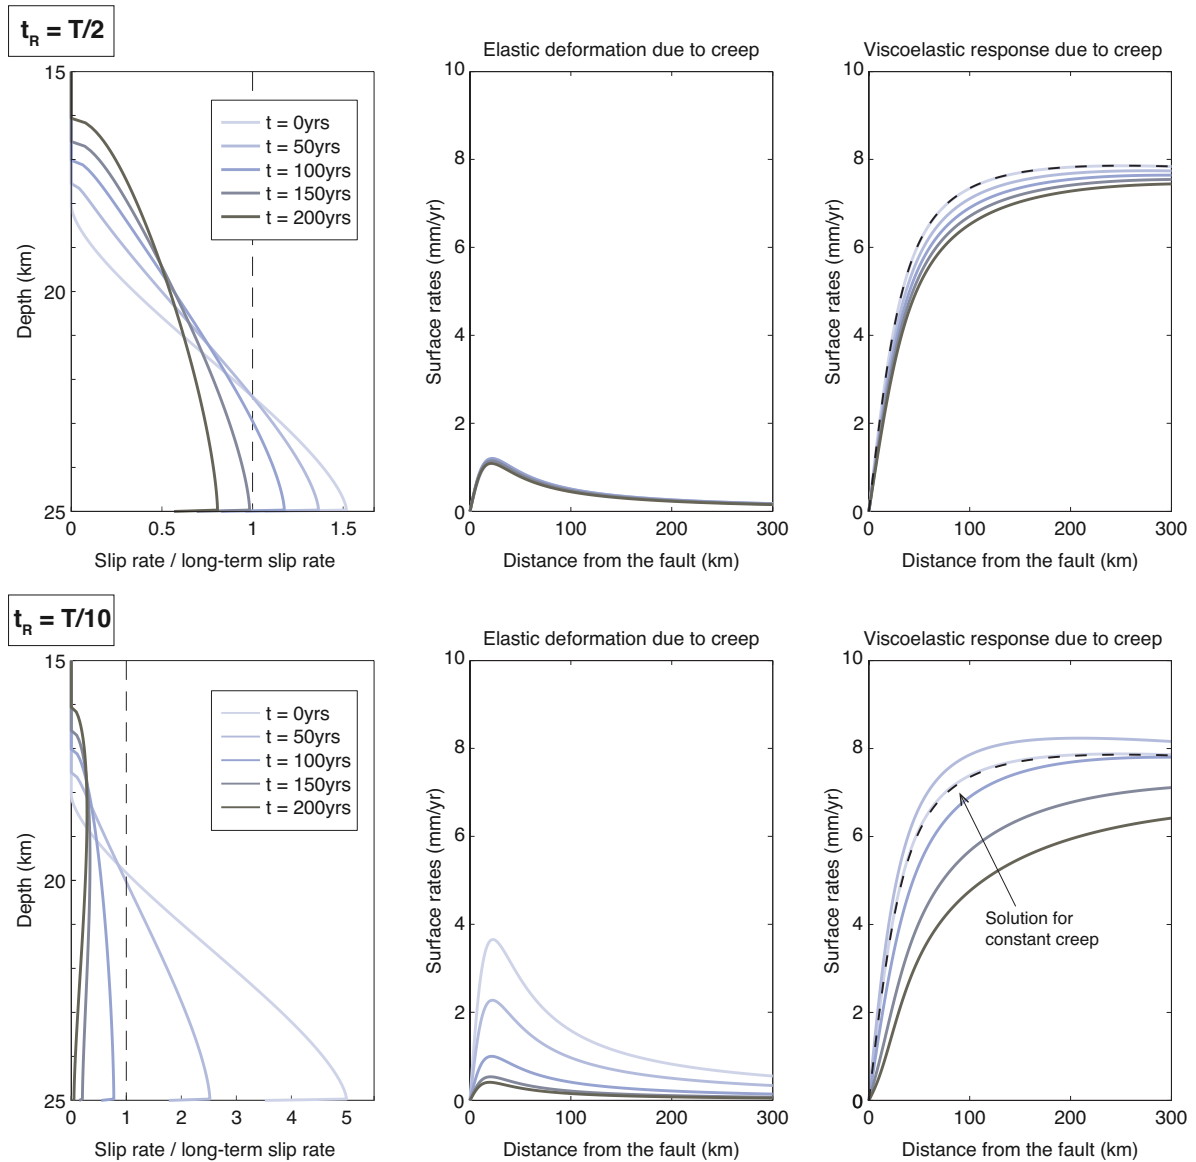 t_R = T/2
Elastic deformation due to creep
Viscoelastic response due to creep
15
20
25
Depth (km)
t = 0yrs
t = 50yrs
t = 100yrs
t = 150yrs
t = 200yrs
0
0.5
1
1.5
Slip rate / long-term slip rate
10
8
6
4
2
0
Surface rates (mm/yr)
0
100
200
300
Distance from the fault (km)
10
8
6
4
2
0
Surface rates (mm/yr)
0
100
200
300
Distance from the fault (km)
t_R = T/10
Elastic deformation due to creep
Viscoelastic response due to creep
15
20
25
Depth (km)
t = 0yrs
t = 50yrs
t = 100yrs
t = 150yrs
t = 200yrs
0
1
2
3
4
5
Slip rate / long-term slip rate
10
8
6
4
2
0
Surface rates (mm/yr)
0
100
200
300
Distance from the fault (km)
10
8
6
4
2
0
Surface rates (mm/yr)
Solution for
constant creep
0
100
200
300
Distance from the fault (km)